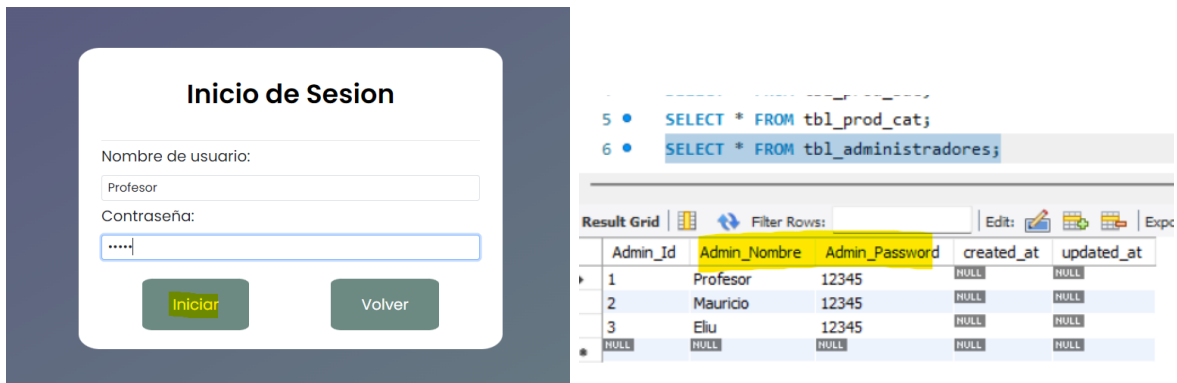 Inicio de Sesion
Nombre de usuario:
Profesor
Contraseña:
•••••
Iniciar Volver
5 SELECT * FROM tbl_prod_cat;
6 SELECT * FROM tbl_administradores;
Result Grid Filter Rows: Edit:
Admin_Id Admin_Nombre Admin_Password created_at updated_at
1 Profesor 12345 NULL NULL
2 Mauricio 12345 NULL NULL
3 Eliu 12345 NULL NULL
NULL NULL NULL NULL NULL